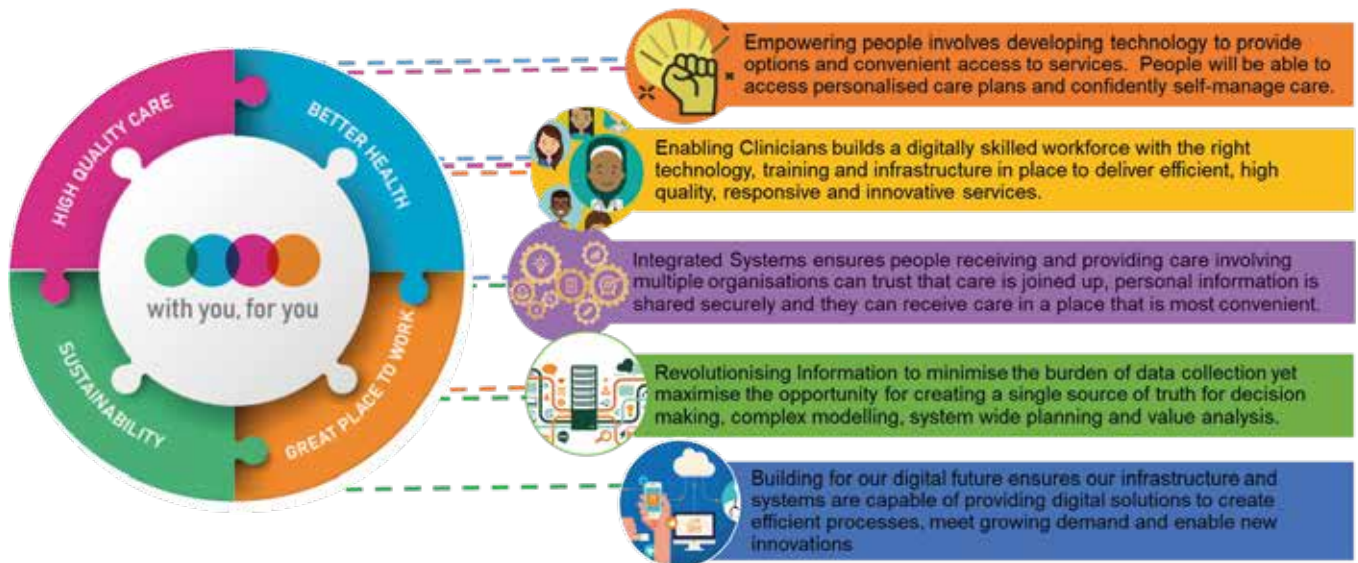 HIGH QUALITY CARE
BETTER HEALTH
SUSTAINABILITY
GREAT PLACE TO WORK
with you, for you
Empowering people involves developing technology to provide
options and convenient access to services. People will be able to
access personalised care plans and confidently self-manage care.
Enabling Clinicians builds a digitally skilled workforce with the right
technology, training and infrastructure in place to deliver efficient, high
quality, responsive and innovative services.
Integrated Systems ensures people receiving and providing care involving
multiple organisations can trust that care is joined up, personal information is
shared securely and they can receive care in a place that is most convenient.
Revolutionising Information to minimise the burden of data collection yet
maximise the opportunity for creating a single source of truth for decision
making, complex modelling, system wide planning and value analysis.
Building for our digital future ensures our infrastructure and
systems are capable of providing digital solutions to create
efficient processes, meet growing demand and enable new
innovations